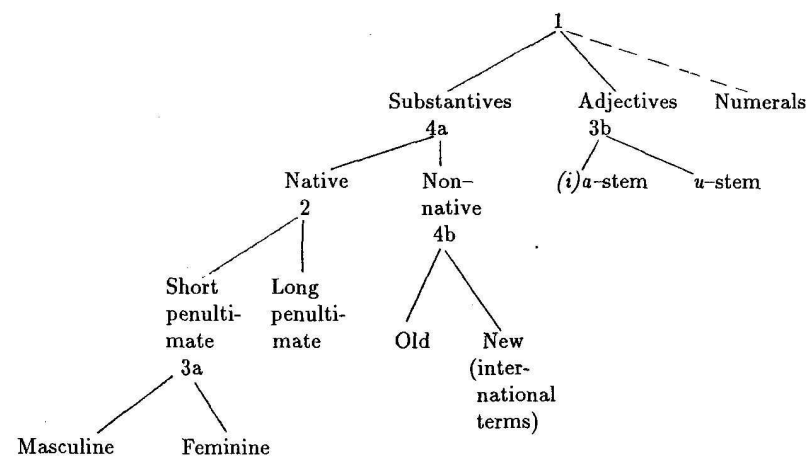 1
Substantives Adjectives Numerals
4a 3b
Native Non– (i)a–stem u–stem
2 native
4b
Short Long
penulti- penulti-
mate mate Old New
3a (inter-
national
terms)
Masculine Feminine